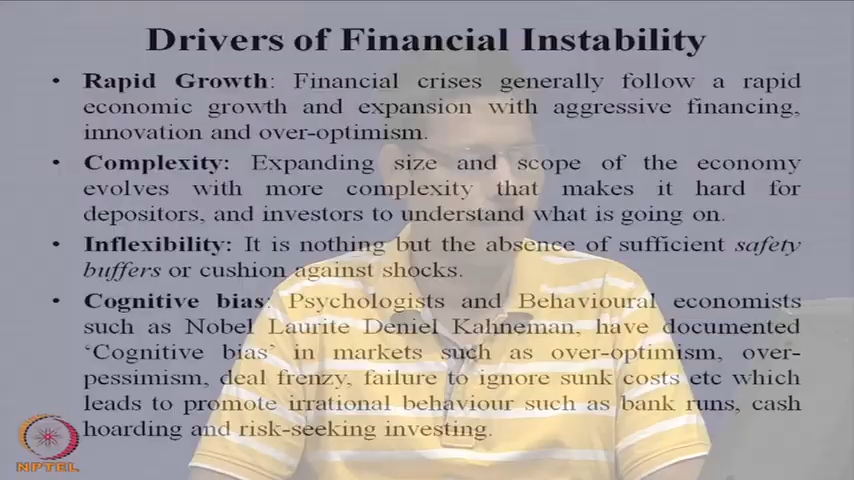 Drivers of Financial Instability
• Rapid Growth: Financial crises generally follow a rapid
economic growth and expansion with aggressive financing,
innovation and over-optimism.
• Complexity: Expanding size and scope of the economy
evolves with more complexity that makes it hard for
depositors, and investors to understand what is going on.
• Inflexibility: It is nothing but the absence of sufficient safety
buffers or cushion against shocks.
• Cognitive bias: Psychologists and Behavioural economists
such as Nobel Laurite Deniel Kahneman, have documented
‘Cognitive bias’ in markets such as over-optimism, over-
pessimism, deal frenzy, failure to ignore sunk costs etc which
leads to promote irrational behaviour such as bank runs, cash
hoarding and risk-seeking investing.
NPTEL